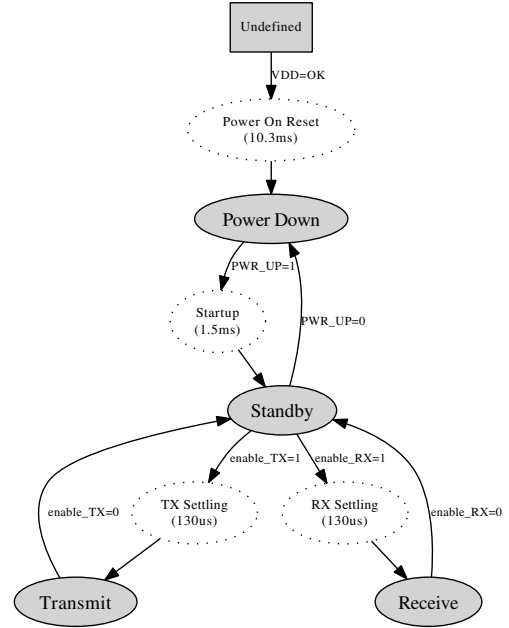 Undefined
VDD=OK
Power On Reset
(10.3ms)
Power Down
PWR_UP=1
Startup
(1.5ms)
PWR_UP=0
Standby
enable_TX=1
enable_RX=1
TX Settling
(130us)
RX Settling
(130us)
enable_TX=0
enable_RX=0
Transmit
Receive